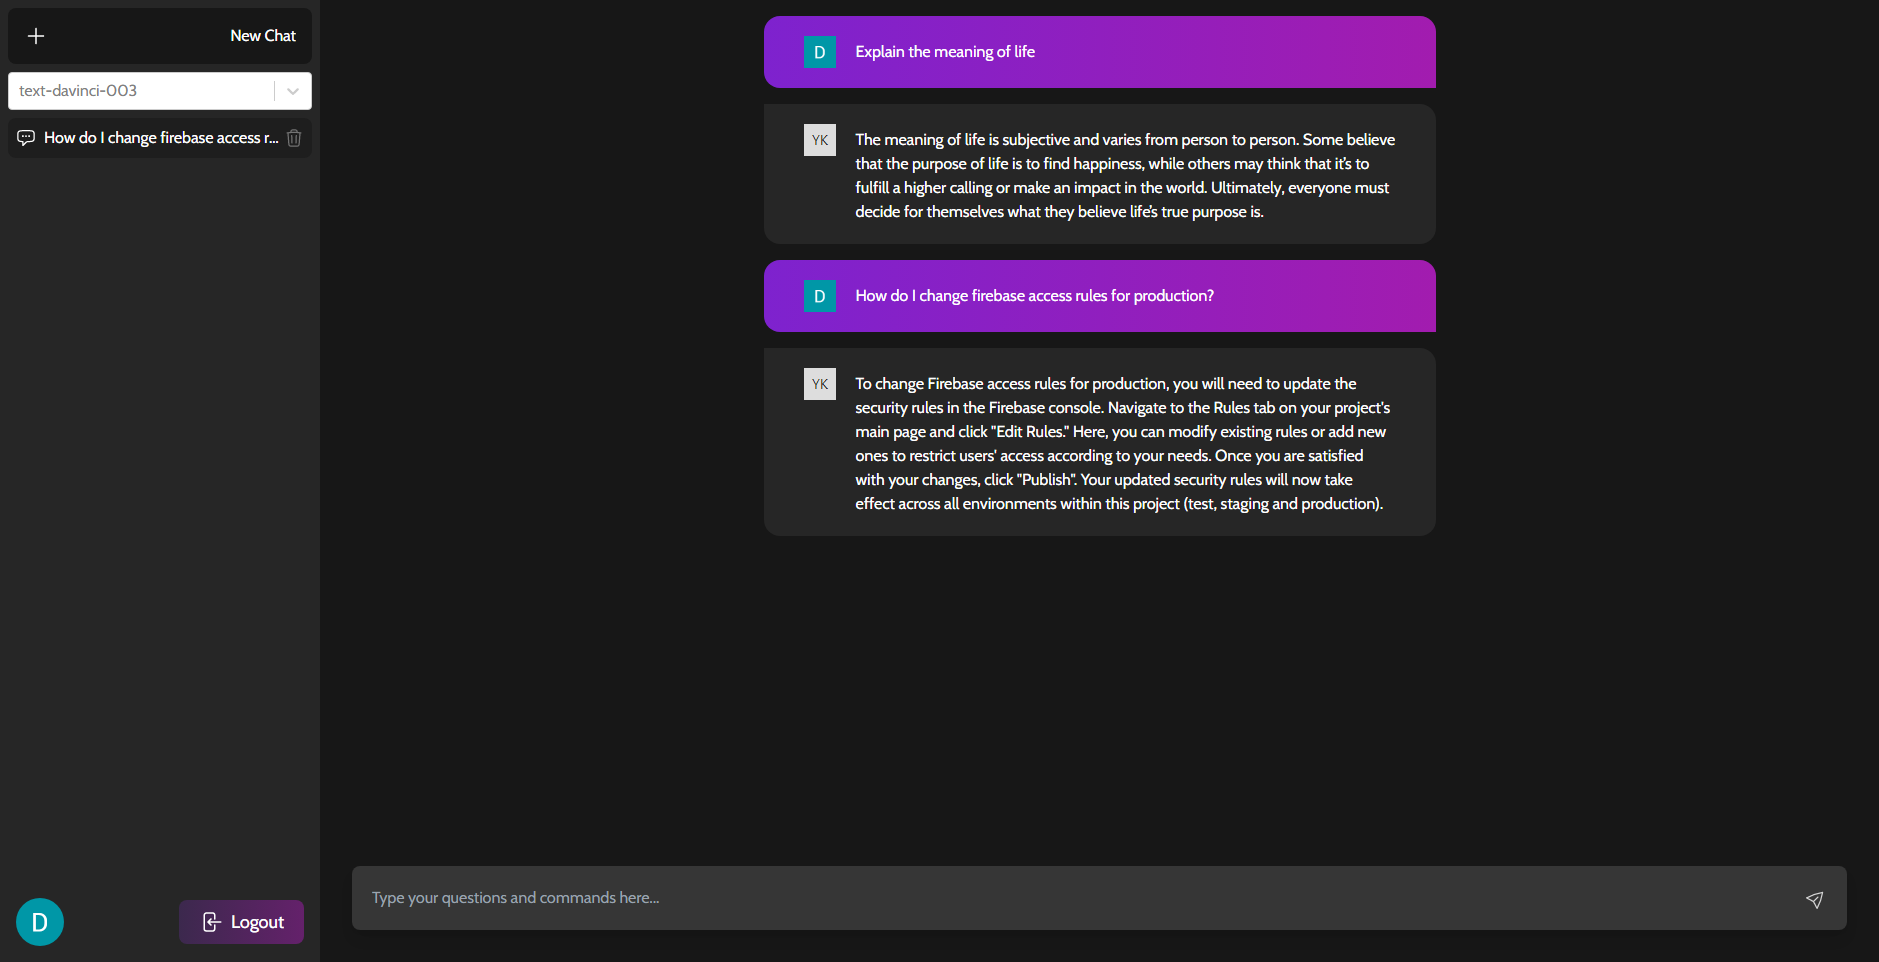 New Chat
text-davinci-003
How do I change firebase access r...
D
Logout
D
Explain the meaning of life
YK
The meaning of life is subjective and varies from person to person. Some believe
that the purpose of life is to find happiness, while others may think that it's to
fulfill a higher calling or make an impact in the world. Ultimately, everyone must
decide for themselves what they believe life's true purpose is.
D
How do I change firebase access rules for production?
YK
To change Firebase access rules for production, you will need to update the
security rules in the Firebase console. Navigate to the Rules tab on your project's
main page and click "Edit Rules." Here, you can modify existing rules or add new
ones to restrict users' access according to your needs. Once you are satisfied
with your changes, click "Publish". Your updated security rules will now take
effect across all environments within this project (test, staging and production).
Type your questions and commands here...